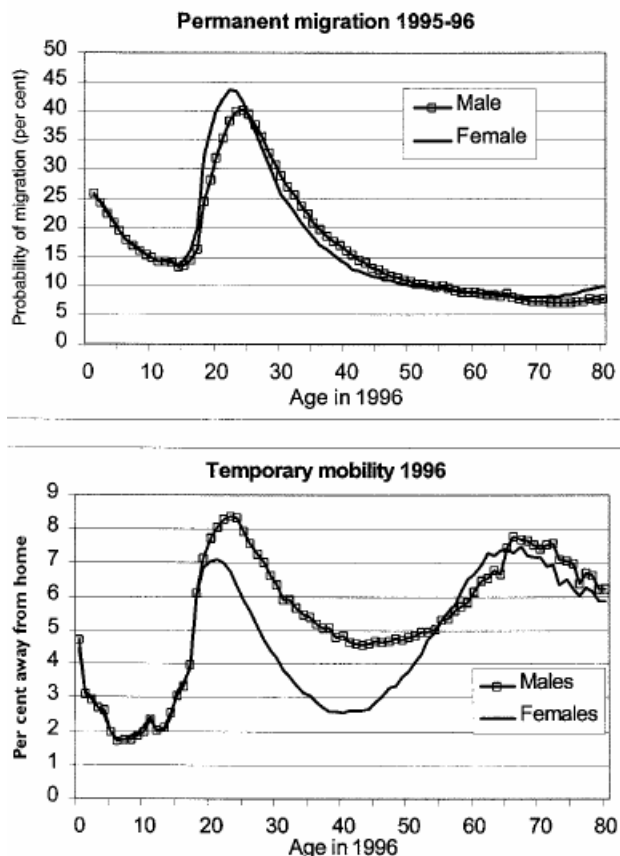 Permanent migration 1995-96
Probability of migration (per cent)
50
45
40
35
30
25
20
15
10
5
0
Male
Female
0 10 20 30 40 50 60 70 80
Age in 1996
Temporary mobility 1996
Per cent away from home
9
8
7
6
5
4
3
2
1
0
Males
Females
0 10 20 30 40 50 60 70 80
Age in 1996